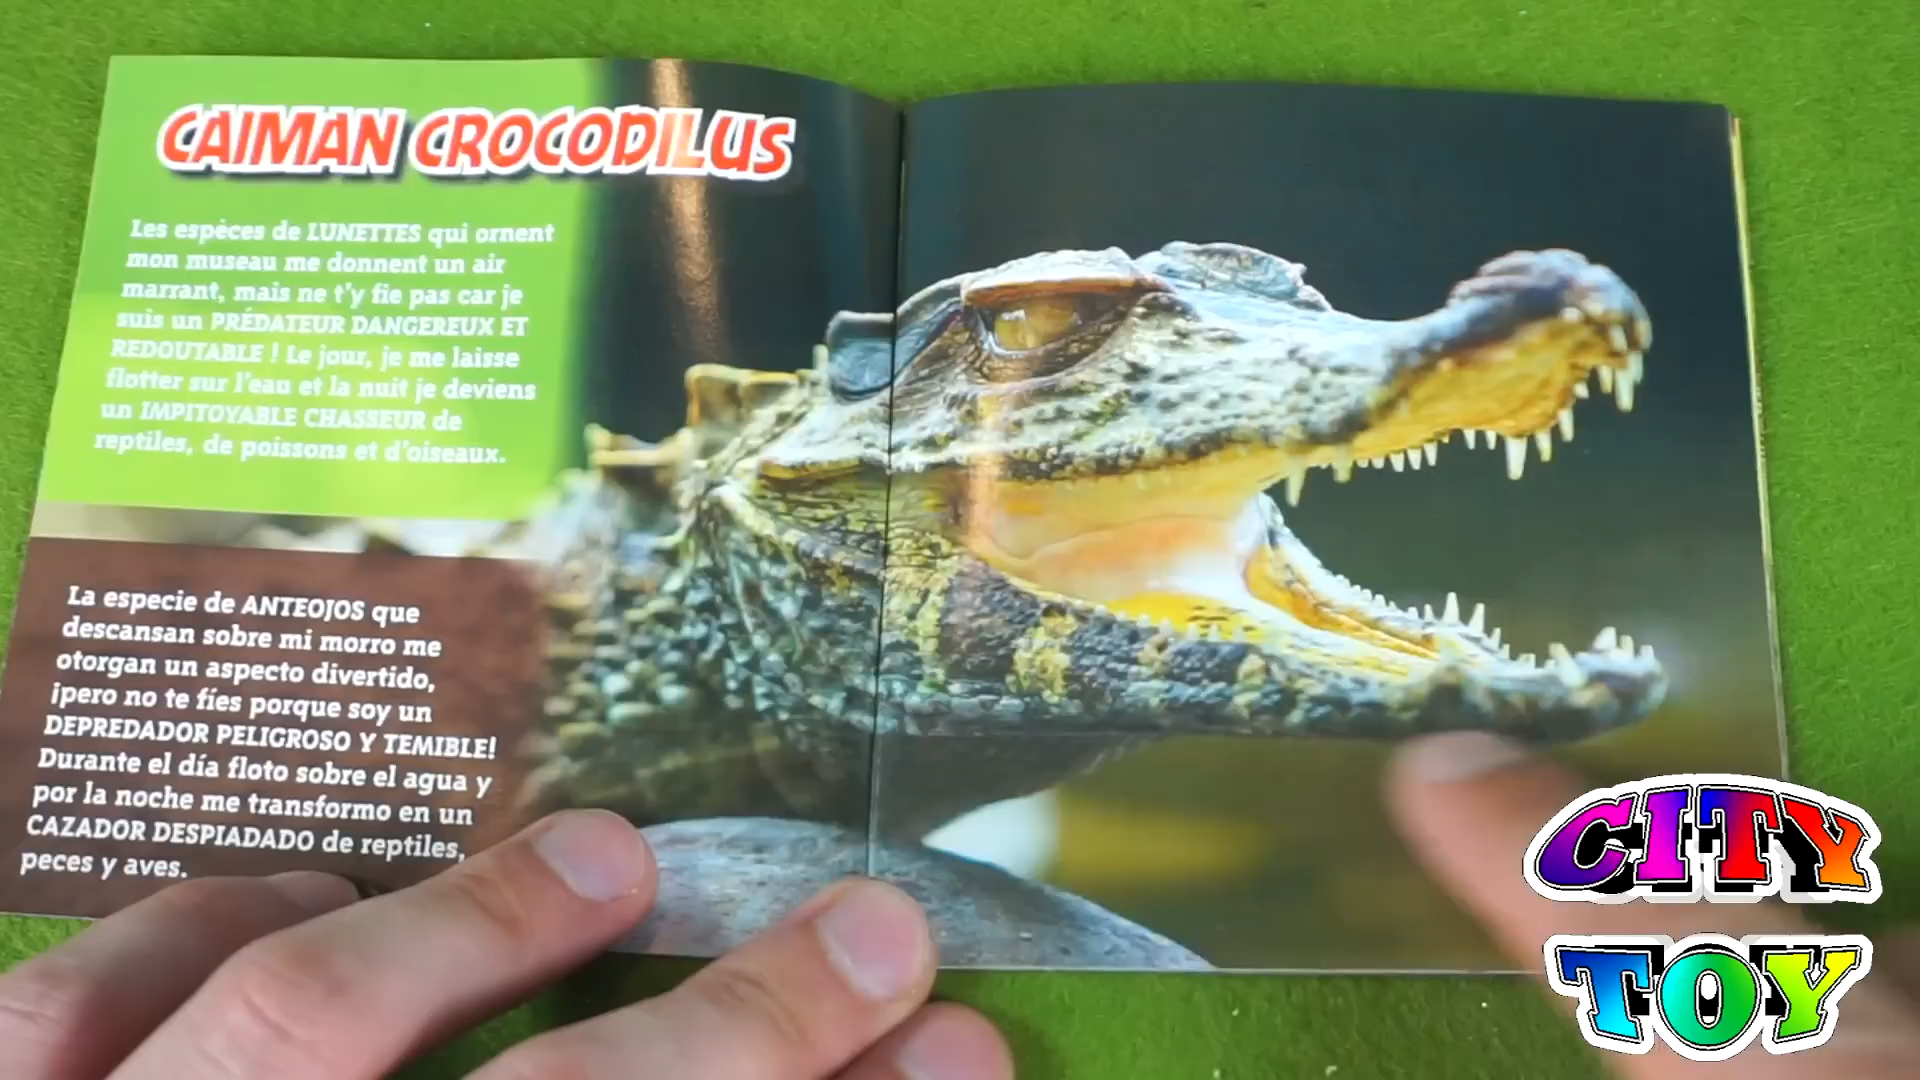 CAIMAN CROCODILUS
Les espèces de LUNETTES qui ornent
mon museau me donnent un air
marrant, mais ne t'y fie pas car je
suis un PRÉDATEUR DANGEREUX ET
REDOUTABLE ! Le jour, je me laisse
flotter sur l'eau et la nuit je deviens
un IMPITOYABLE CHASSEUR de
reptiles, de poissons et d'oiseaux.
La especie de ANTEOJOS que
descansan sobre mi morro me
otorgan un aspecto divertido,
¡pero no te fíes porque soy un
DEPREDADOR PELIGROSO Y TEMIBLE!
Durante el día floto sobre el agua y
por la noche me transformo en un
CAZADOR DESPIADADO de reptiles,
peces y aves.
CITY
TOY